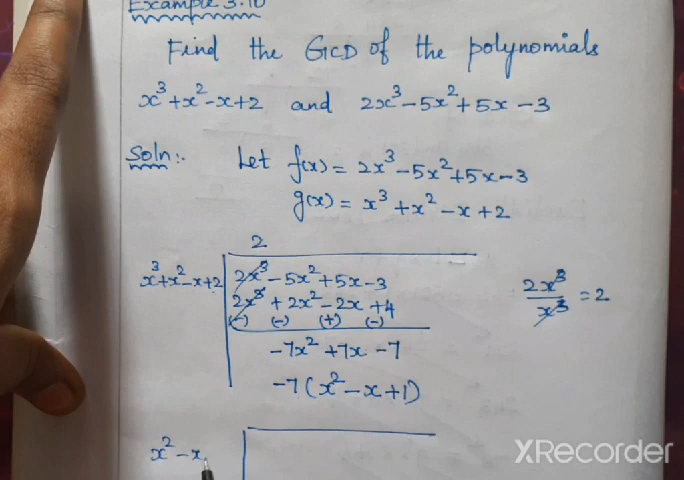 Example 3.10
Find the GCD of the polynomials
x³+x²-x+2 and 2x³-5x²+5x-3
Soln:- Let f(x) = 2x³-5x²+5x-3
g(x) = x³+x²-x+2
2
x³+x²-x+2 2x³-5x²+5x-3
2x³+2x²-2x+4
(-) (-) (+) (-)
-7x²+7x-7
-7(x²-x+1)
2x³/x³ = 2
x²-x
XRecorder